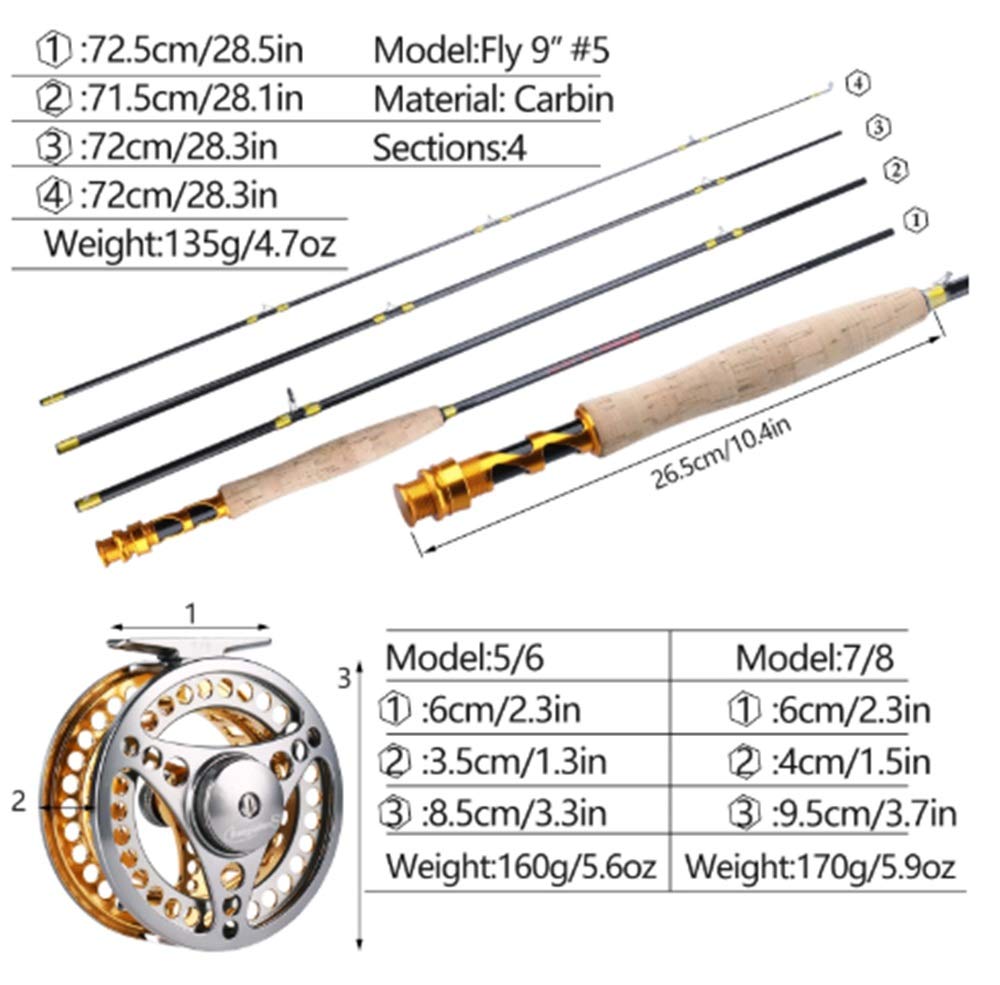 ① :72.5cm/28.5in
② :71.5cm/28.1in
③ :72cm/28.3in
④ :72cm/28.3in
Weight:135g/4.7oz
Model:Fly 9” #5
Material: Carbin
Sections:4
④
③
②
①
26.5cm/10.4in
1
2
3
Model:5/6
① :6cm/2.3in
② :3.5cm/1.3in
③ :8.5cm/3.3in
Weight:160g/5.6oz
Model:7/8
① :6cm/2.3in
② :4cm/1.5in
③ :9.5cm/3.7in
Weight:170g/5.9oz